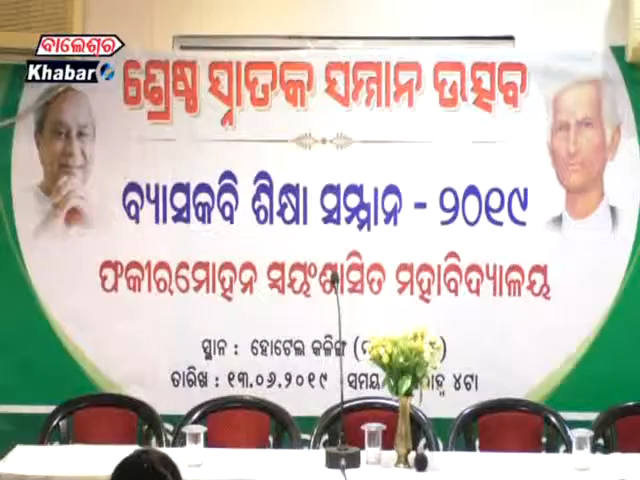 ବାଲେଶ୍ୱର
Khabar
ଶ୍ରେଷ୍ଠ ସ୍ନାତକ ସମ୍ମାନ ଉତ୍ସବ
ବ୍ୟାସକବି ଶିକ୍ଷା ସମ୍ମାନ - ୨୦୧୯
ଫକୀରମୋହନ ସ୍ୱୟଂଶାସିତ ମହାବିଦ୍ୟାଳୟ
ସ୍ଥାନ : ହୋଟେଲ କଳିଙ୍ଗ
ତାରିଖ : ୧୩.୦୬.୨୦୧୯ ସମୟ ୪ଟା